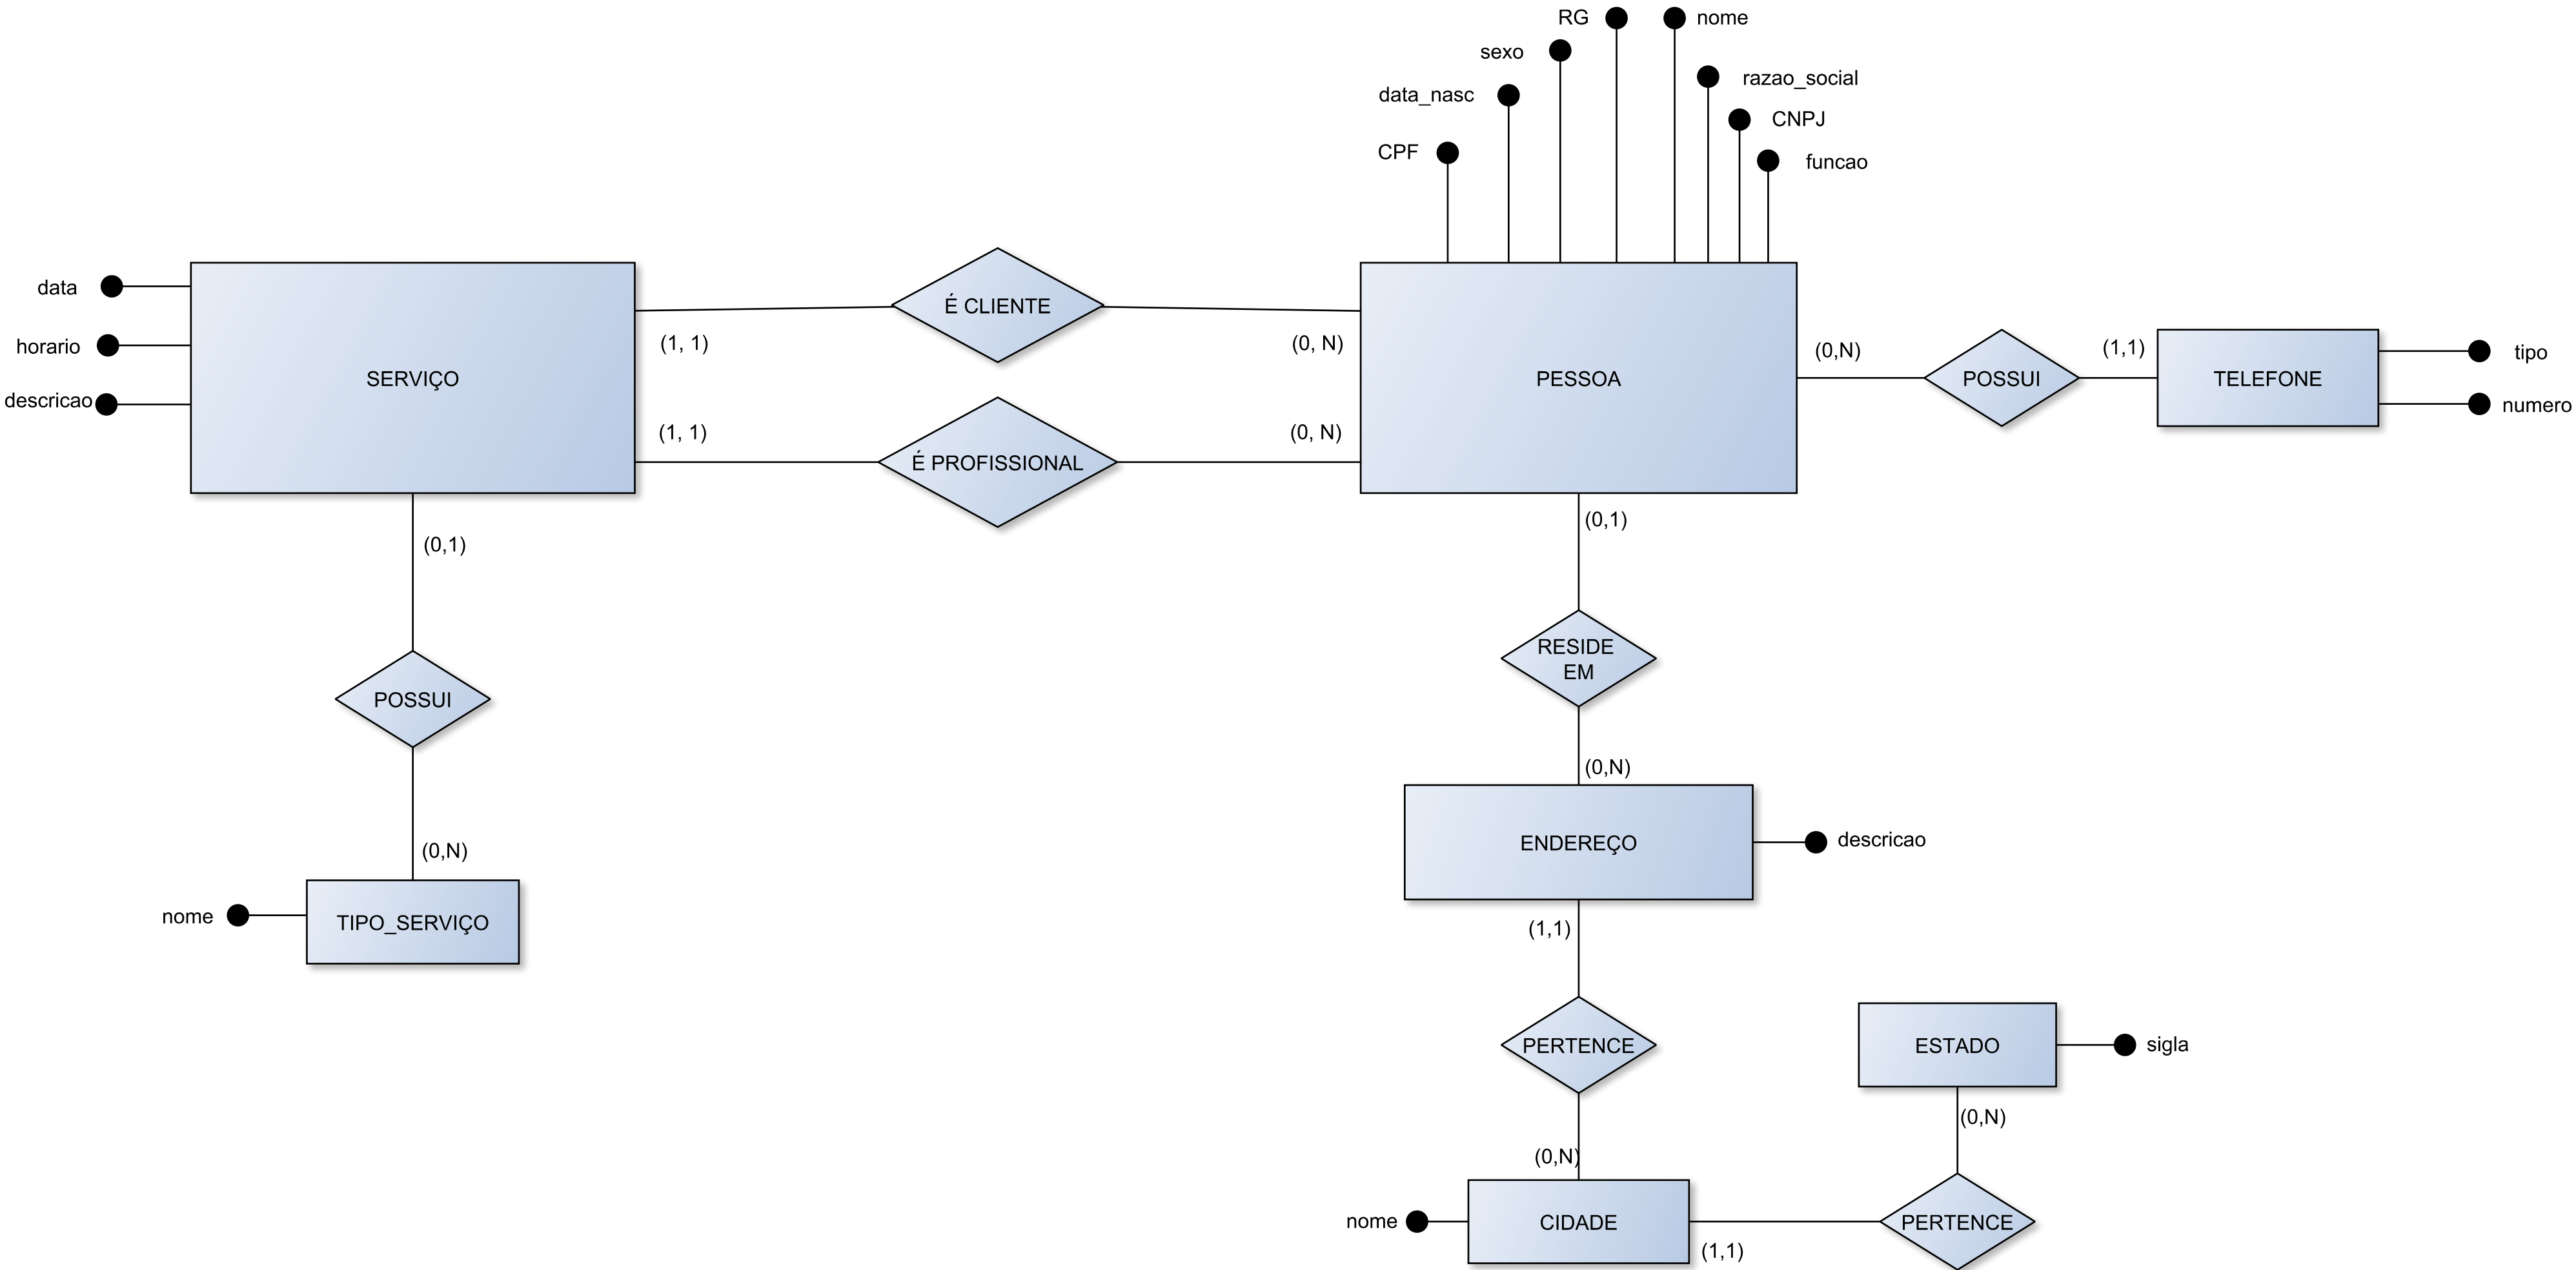 RG
nome
sexo
razao_social
data_nasc
CNPJ
CPF
funcao
data
horario
descricao
SERVIÇO
(1, 1)
É CLIENTE
(0, N)
(1, 1)
É PROFISSIONAL
(0, N)
PESSOA
(0,N)
POSSUI
(1,1)
TELEFONE
tipo
numero
(0,1)
POSSUI
(0,N)
nome
TIPO_SERVIÇO
(0,1)
RESIDE
EM
(0,N)
ENDEREÇO
descricao
(1,1)
PERTENCE
(0,N)
nome
CIDADE
(1,1)
PERTENCE
(0,N)
ESTADO
sigla